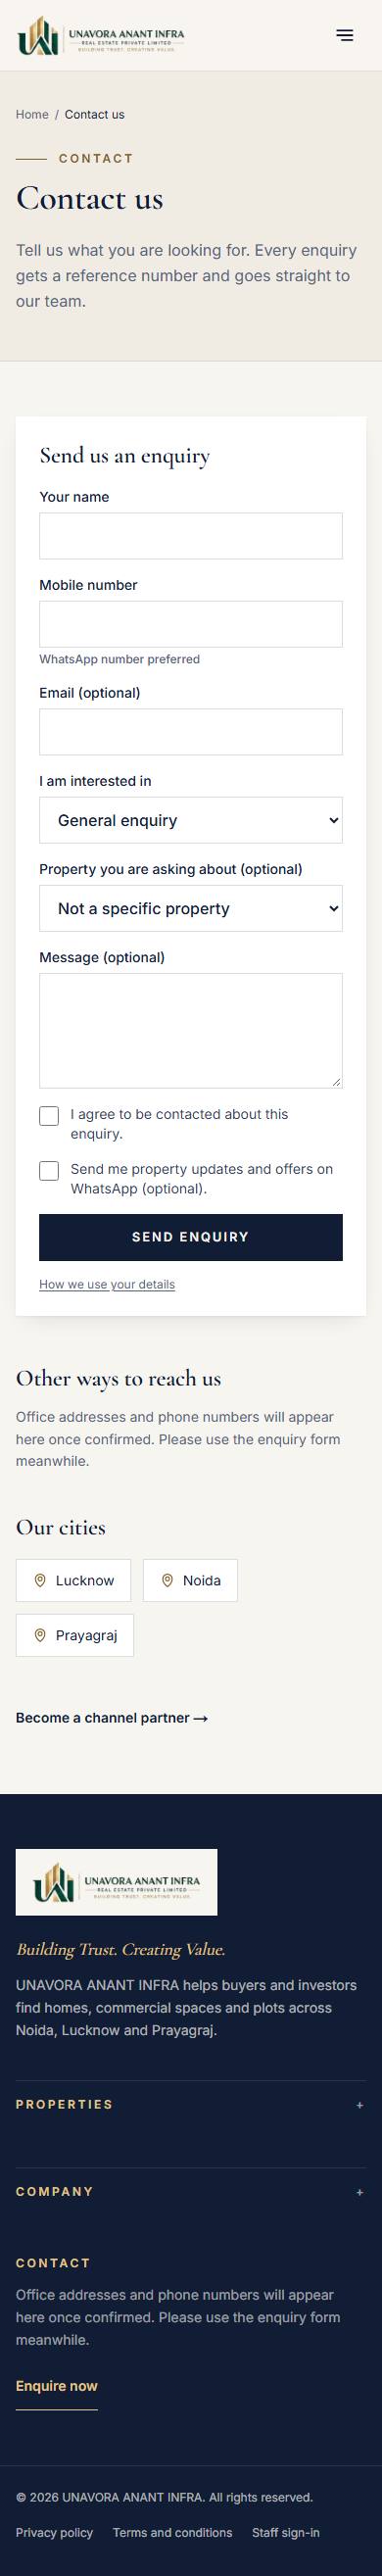 UNAVORA ANANT INFRA
REAL ESTATE PRIVATE LIMITED
BUILDING TRUST. CREATING VALUE.
Home / Contact us
CONTACT
Contact us
Tell us what you are looking for. Every enquiry
gets a reference number and goes straight to
our team.
Send us an enquiry
Your name
Mobile number
WhatsApp number preferred
Email (optional)
I am interested in
General enquiry
Property you are asking about (optional)
Not a specific property
Message (optional)
I agree to be contacted about this
enquiry.
Send me property updates and offers on
WhatsApp (optional).
SEND ENQUIRY
How we use your details
Other ways to reach us
Office addresses and phone numbers will appear
here once confirmed. Please use the enquiry form
meanwhile.
Our cities
Lucknow
Noida
Prayagraj
Become a channel partner →
UNAVORA ANANT INFRA
REAL ESTATE PRIVATE LIMITED
BUILDING TRUST. CREATING VALUE.
Building Trust. Creating Value.
UNAVORA ANANT INFRA helps buyers and investors
find homes, commercial spaces and plots across
Noida, Lucknow and Prayagraj.
PROPERTIES +
COMPANY +
CONTACT
Office addresses and phone numbers will appear
here once confirmed. Please use the enquiry form
meanwhile.
Enquire now
© 2026 UNAVORA ANANT INFRA. All rights reserved.
Privacy policy Terms and conditions Staff sign-in